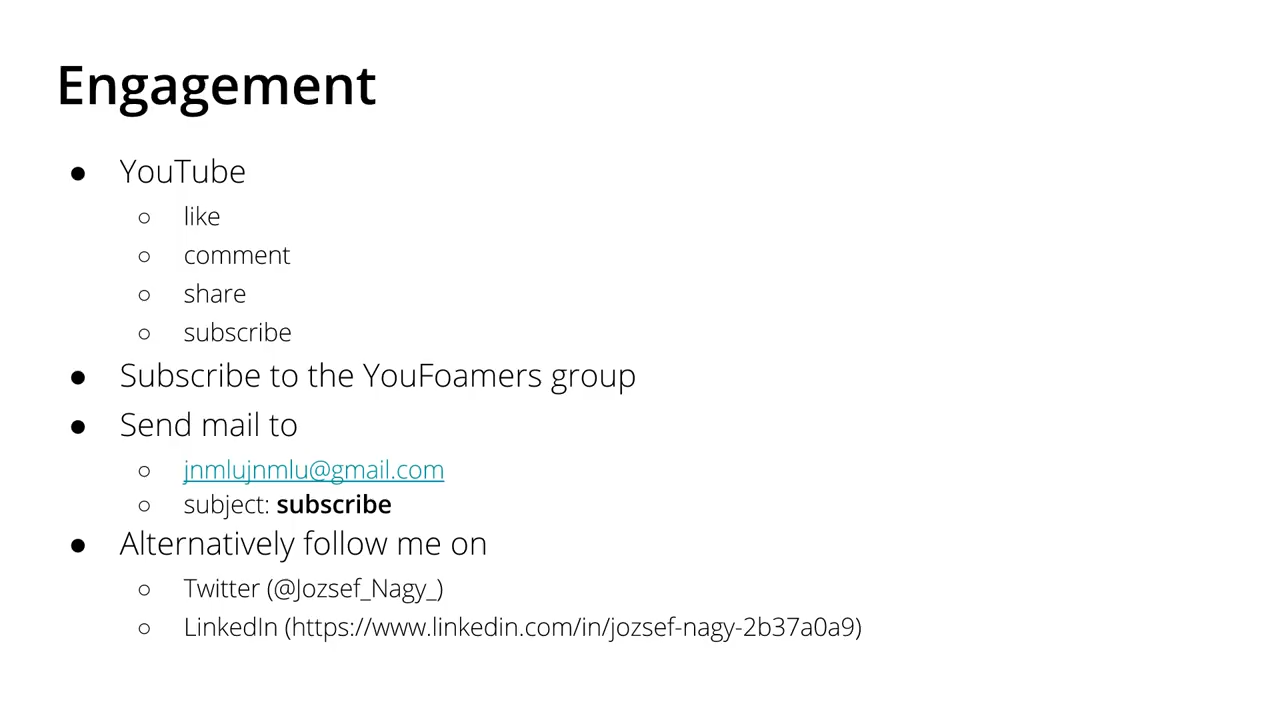 Engagement
● YouTube
○ like
○ comment
○ share
○ subscribe
● Subscribe to the YouFoamers group
● Send mail to
○ jnmlujnmlu@gmail.com
○ subject: subscribe
● Alternatively follow me on
○ Twitter (@Jozsef_Nagy_)
○ LinkedIn (https://www.linkedin.com/in/jozsef-nagy-2b37a0a9)